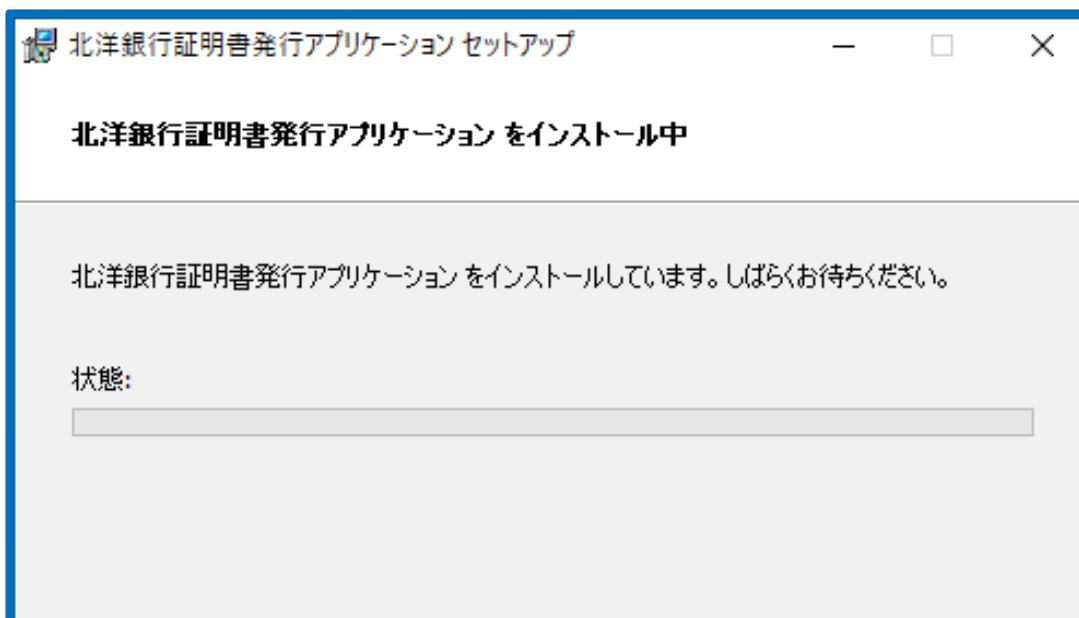 北洋銀行証明書発行アプリケーション セットアップ
北洋銀行証明書発行アプリケーション をインストール中
北洋銀行証明書発行アプリケーション をインストールしています。しばらくお待ちください。
状態: